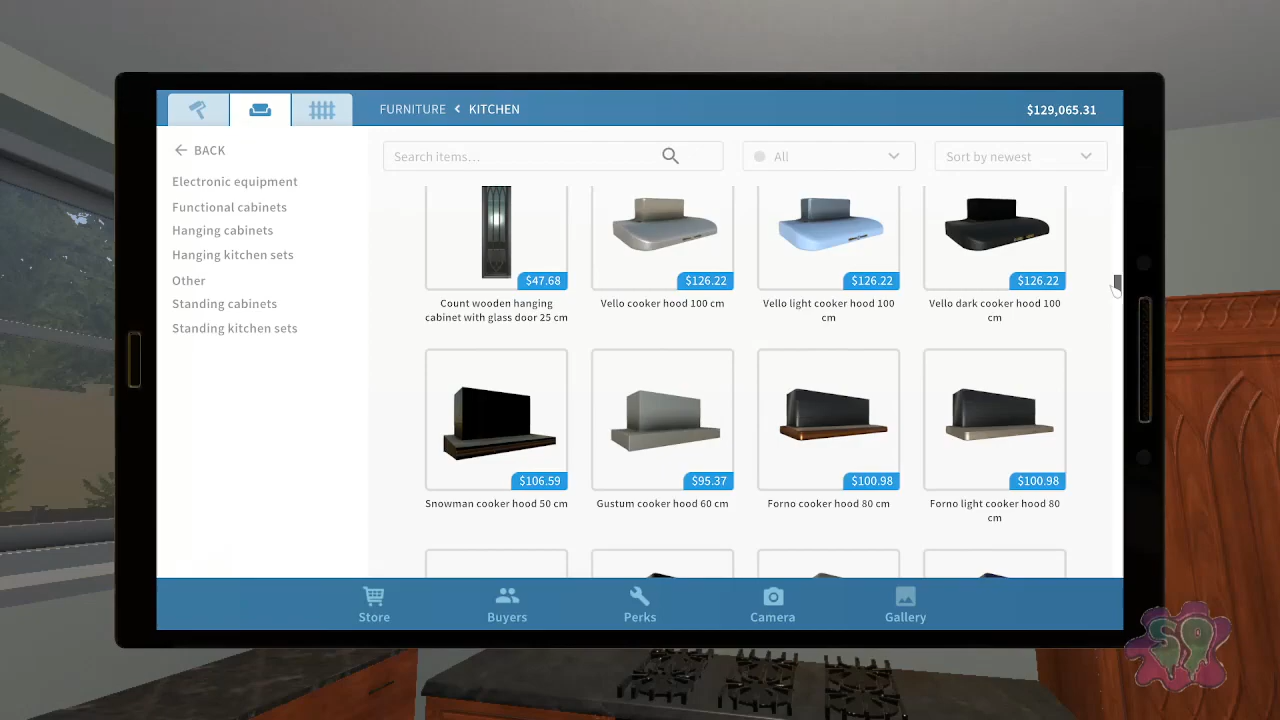 FURNITURE < KITCHEN
$129,065.31
BACK
Search items...
All
Sort by newest
Electronic equipment
Functional cabinets
Hanging cabinets
Hanging kitchen sets
Other
Standing cabinets
Standing kitchen sets
$47.68
$126.22
$126.22
$126.22
Count wooden hanging
cabinet with glass door 25 cm
Vello cooker hood 100 cm
Vello light cooker hood 100
cm
Vello dark cooker hood 100
cm
$106.59
$95.37
$100.98
$100.98
Snowman cooker hood 50 cm
Gustum cooker hood 60 cm
Forno cooker hood 80 cm
Forno light cooker hood 80
cm
Store
Buyers
Perks
Camera
Gallery